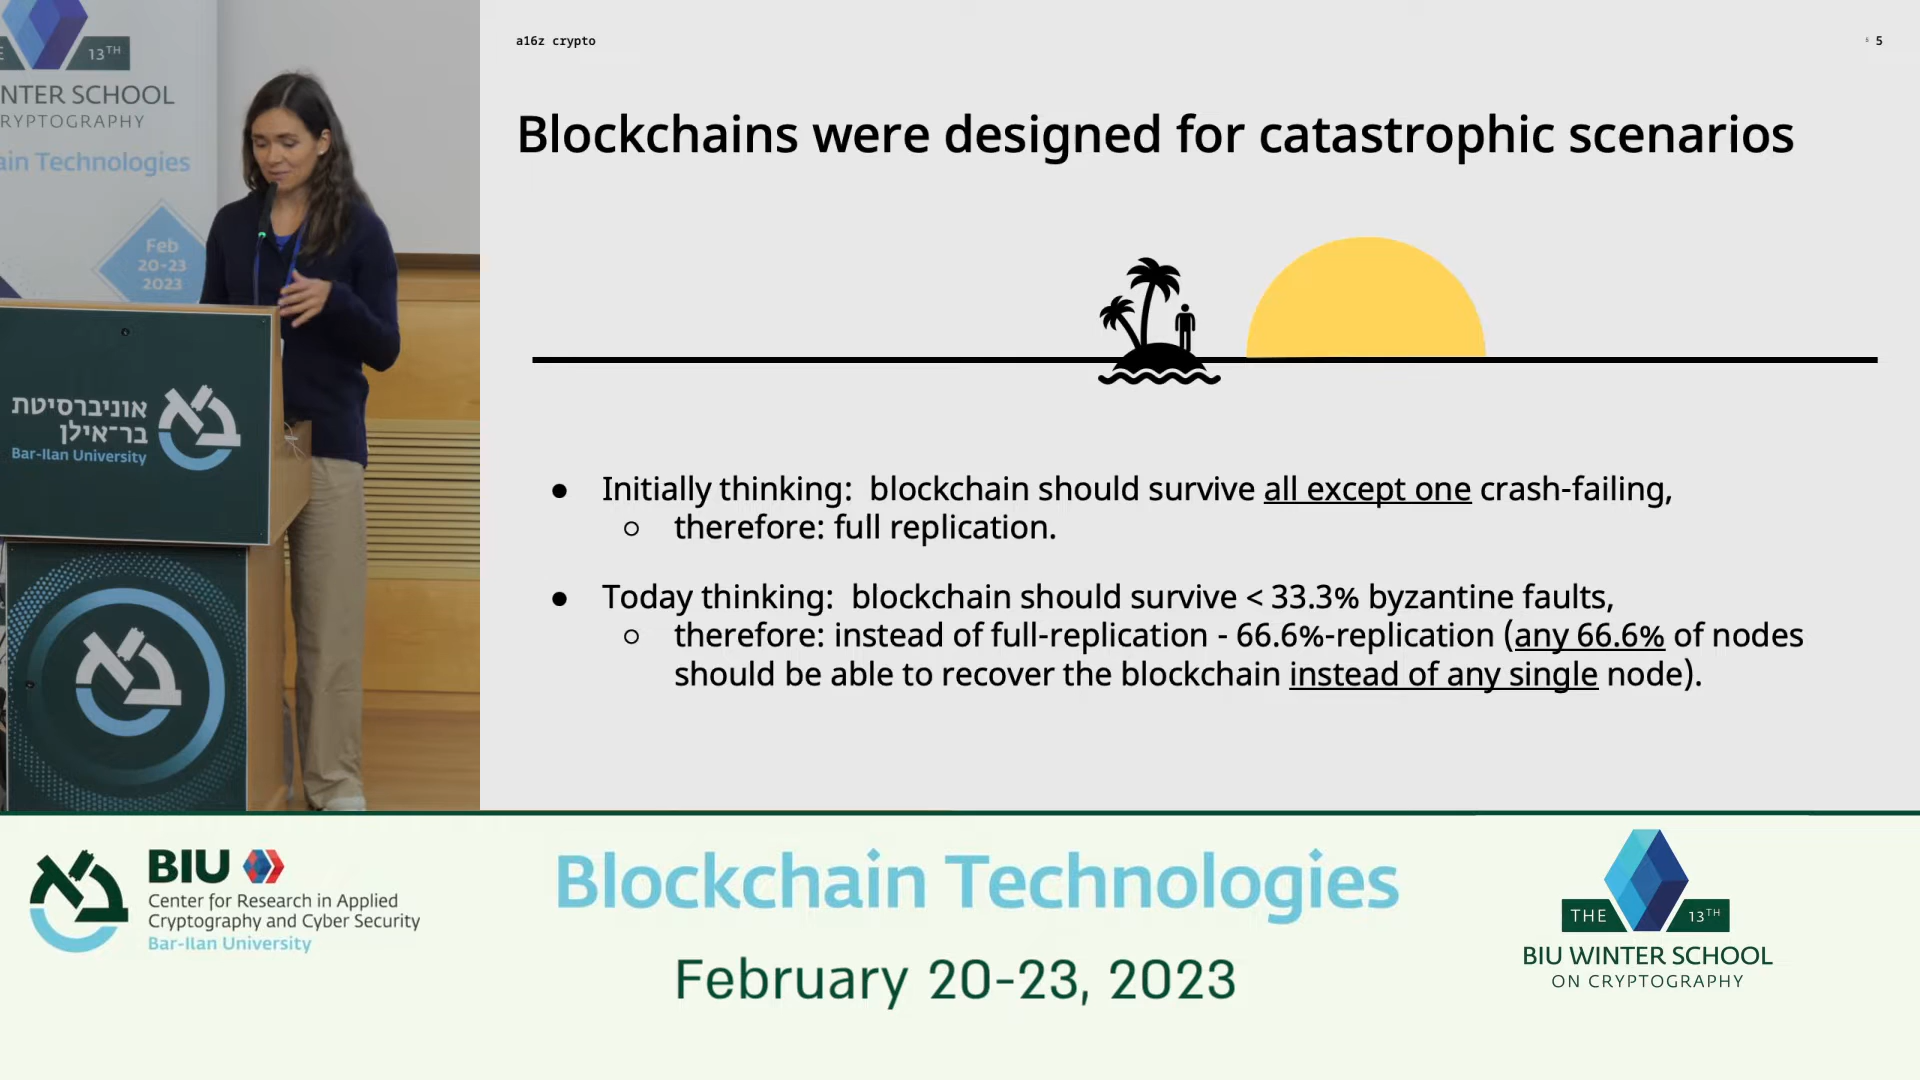 13TH
NTER SCHOOL
RYPTOGRAPHY
ain Technologies
Feb
20-23
2023
אוניברסיטת
בר־אילן
Bar-Ilan University
a16z crypto
5
Blockchains were designed for catastrophic scenarios
● Initially thinking: blockchain should survive all except one crash-failing,
○ therefore: full replication.
● Today thinking: blockchain should survive < 33.3% byzantine faults,
○ therefore: instead of full-replication - 66.6%-replication (any 66.6% of nodes
should be able to recover the blockchain instead of any single node).
BIU
Center for Research in Applied
Cryptography and Cyber Security
Bar-Ilan University
Blockchain Technologies
February 20-23, 2023
THE 13TH
BIU WINTER SCHOOL
ON CRYPTOGRAPHY